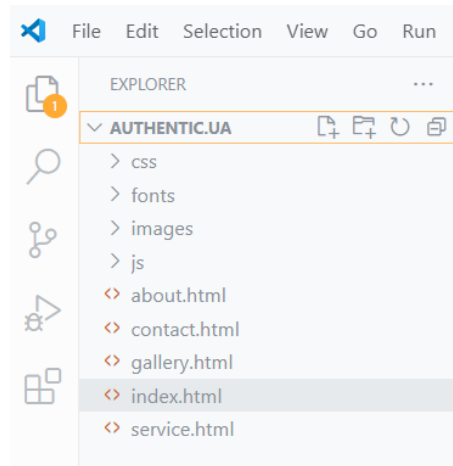 File Edit Selection View Go Run
EXPLORER
1
AUTHENTIC.UA
css
fonts
images
js
about.html
contact.html
gallery.html
index.html
service.html